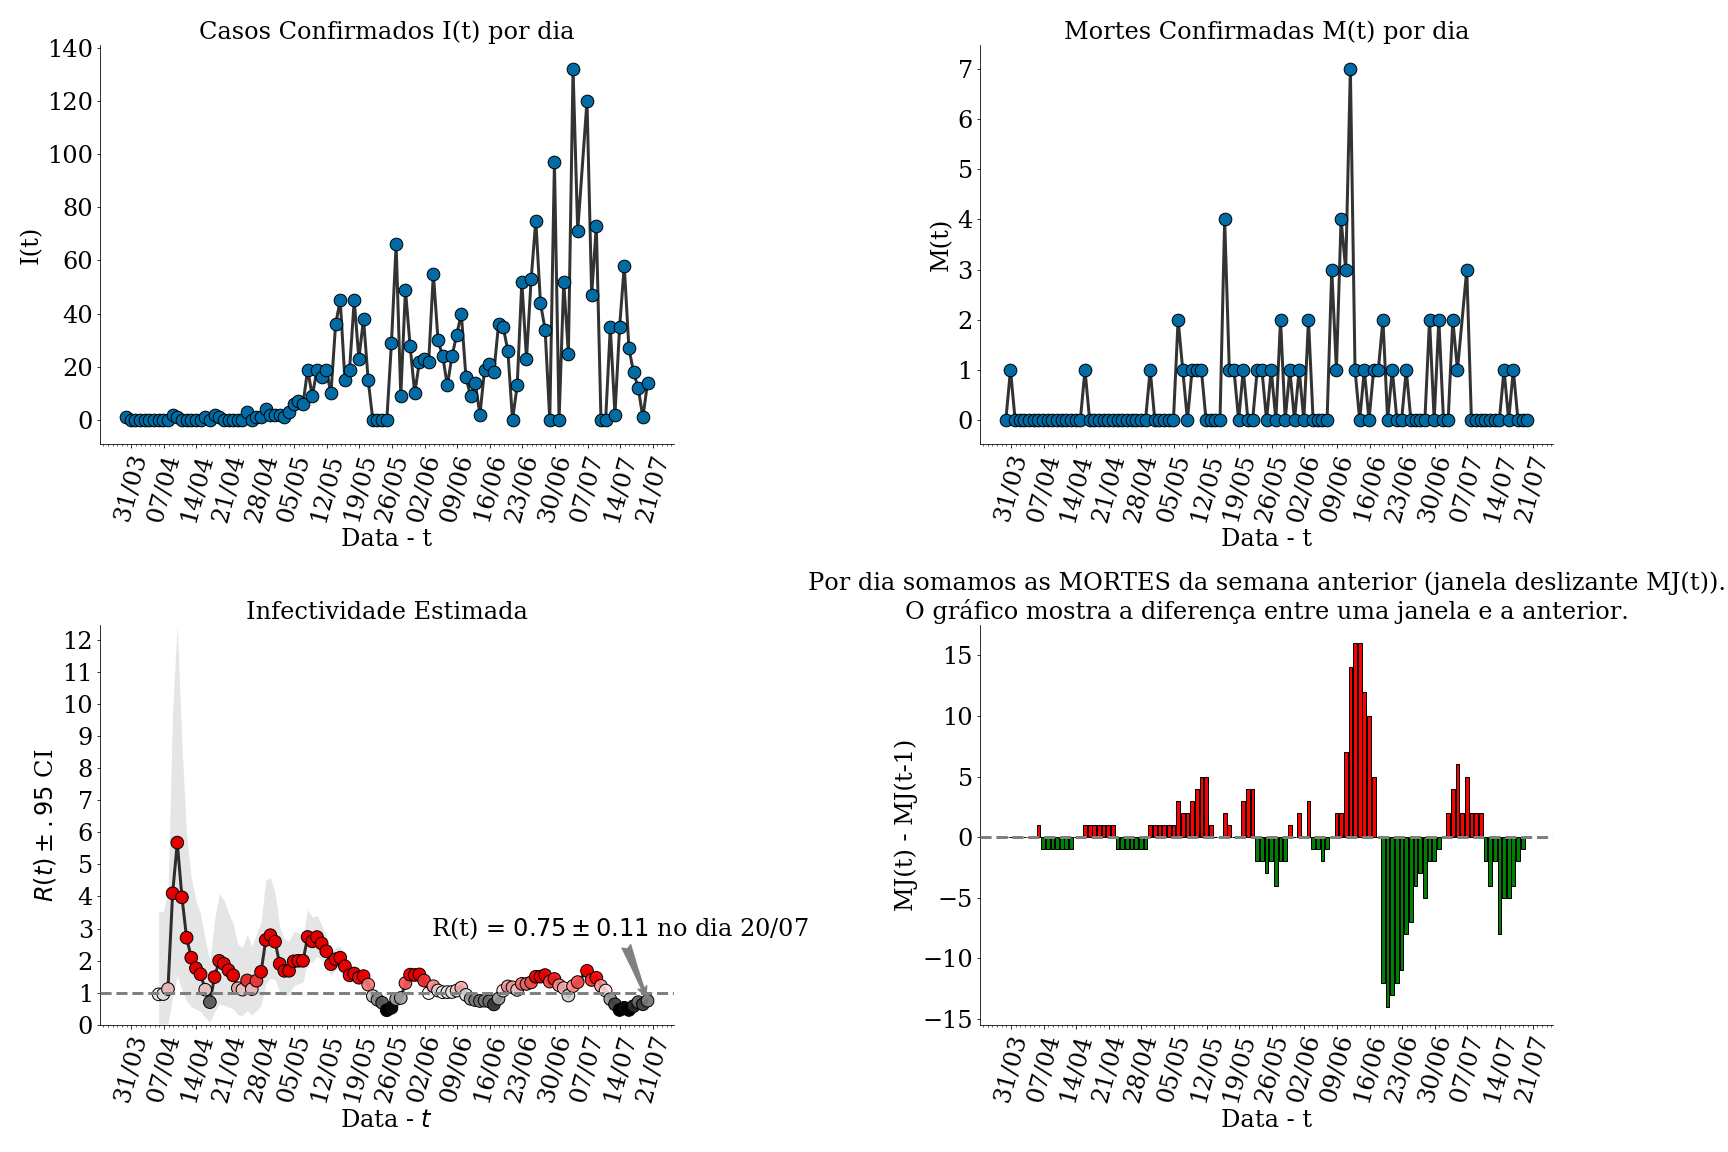 Casos Confirmados I(t) por dia
I(t)
140
120
100
80
60
40
20
0
31/03 07/04 14/04 21/04 28/04 05/05 12/05 19/05 26/05 02/06 09/06 16/06 23/06 30/06 07/07 14/07 21/07
Data - t
Mortes Confirmadas M(t) por dia
M(t)
7
6
5
4
3
2
1
0
31/03 07/04 14/04 21/04 28/04 05/05 12/05 19/05 26/05 02/06 09/06 16/06 23/06 30/06 07/07 14/07 21/07
Data - t
Infectividade Estimada
R(t) ± .95 CI
12
11
10
9
8
7
6
5
4
3
2
1
0
R(t) = 0.75 ± 0.11 no dia 20/07
31/03 07/04 14/04 21/04 28/04 05/05 12/05 19/05 26/05 02/06 09/06 16/06 23/06 30/06 07/07 14/07 21/07
Data - t
Por dia somamos as MORTES da semana anterior (janela deslizante MJ(t)).
O gráfico mostra a diferença entre uma janela e a anterior.
MJ(t) - MJ(t-1)
15
10
5
0
−5
−10
−15
31/03 07/04 14/04 21/04 28/04 05/05 12/05 19/05 26/05 02/06 09/06 16/06 23/06 30/06 07/07 14/07 21/07
Data - t